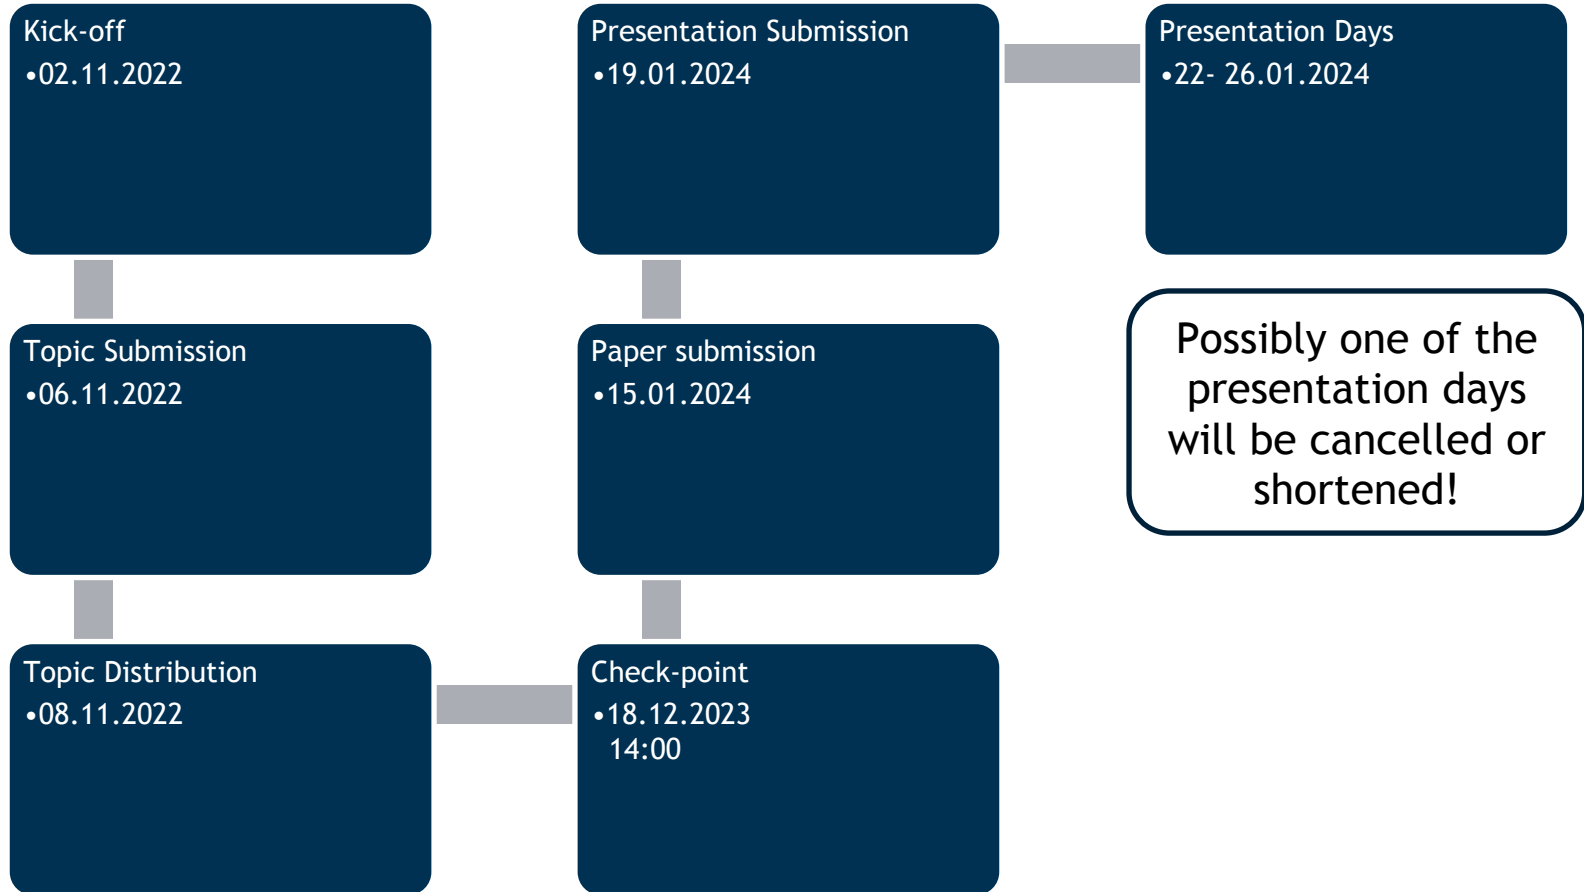 Kick-off
•02.11.2022
Topic Submission
•06.11.2022
Topic Distribution
•08.11.2022
Check-point
•18.12.2023
14:00
Paper submission
•15.01.2024
Presentation Submission
•19.01.2024
Presentation Days
•22- 26.01.2024
Possibly one of the
presentation days
will be cancelled or
shortened!